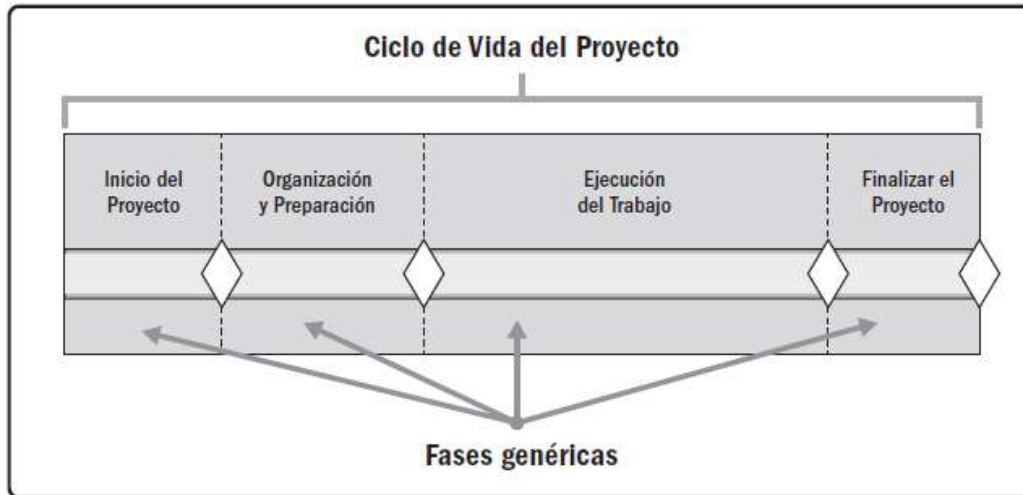 Ciclo de Vida del Proyecto
Inicio del
Proyecto
Organización
y Preparación
Ejecución
del Trabajo
Finalizar el
Proyecto
Fases genéricas